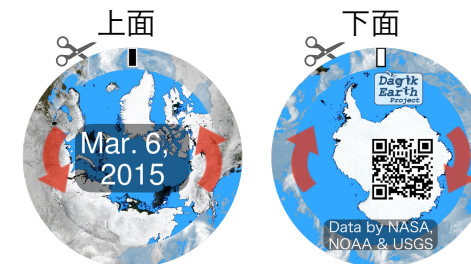 上面
下面
Dagik
Earth
Project
Mar. 6,
2015
Data by NASA,
NOAA & USGS